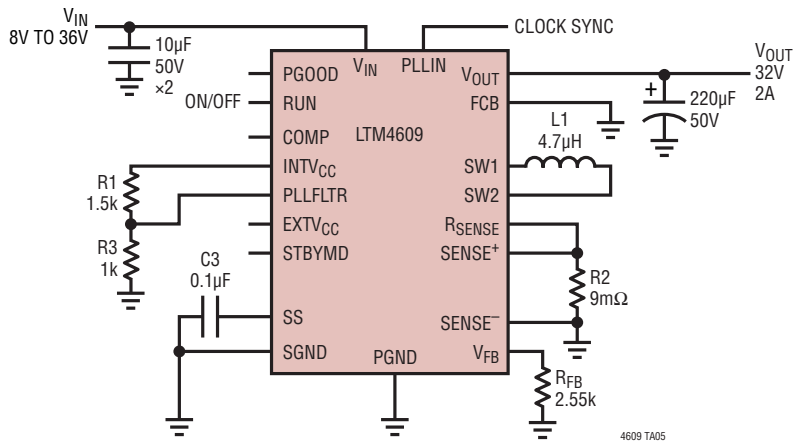 VIN
8V TO 36V
10µF
50V
×2
CLOCK SYNC
VIN
PLLIN
PGOOD
ON/OFF
RUN
COMP
INTVCC
PLLFLTR
EXTVCC
STBYMD
SS
SGND
PGND
LTM4609
VOUT
FCB
SW1
SW2
RSENSE
SENSE+
SENSE–
VFB
R1
1.5k
R3
1k
C3
0.1µF
L1
4.7µH
+
220µF
50V
VOUT
32V
2A
R2
9mΩ
RFB
2.55k
4609 TA05